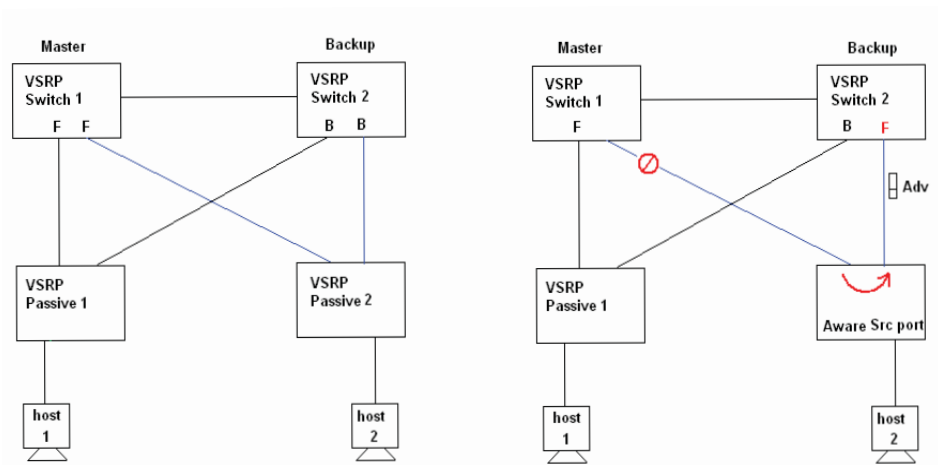 Master
Backup
VSRP
Switch 1
F F
VSRP
Switch 2
B B
VSRP
Passive 1
VSRP
Passive 2
host
1
host
2
Master
Backup
VSRP
Switch 1
F
VSRP
Switch 2
B F
Adv
VSRP
Passive 1
Aware Src port
host
1
host
2